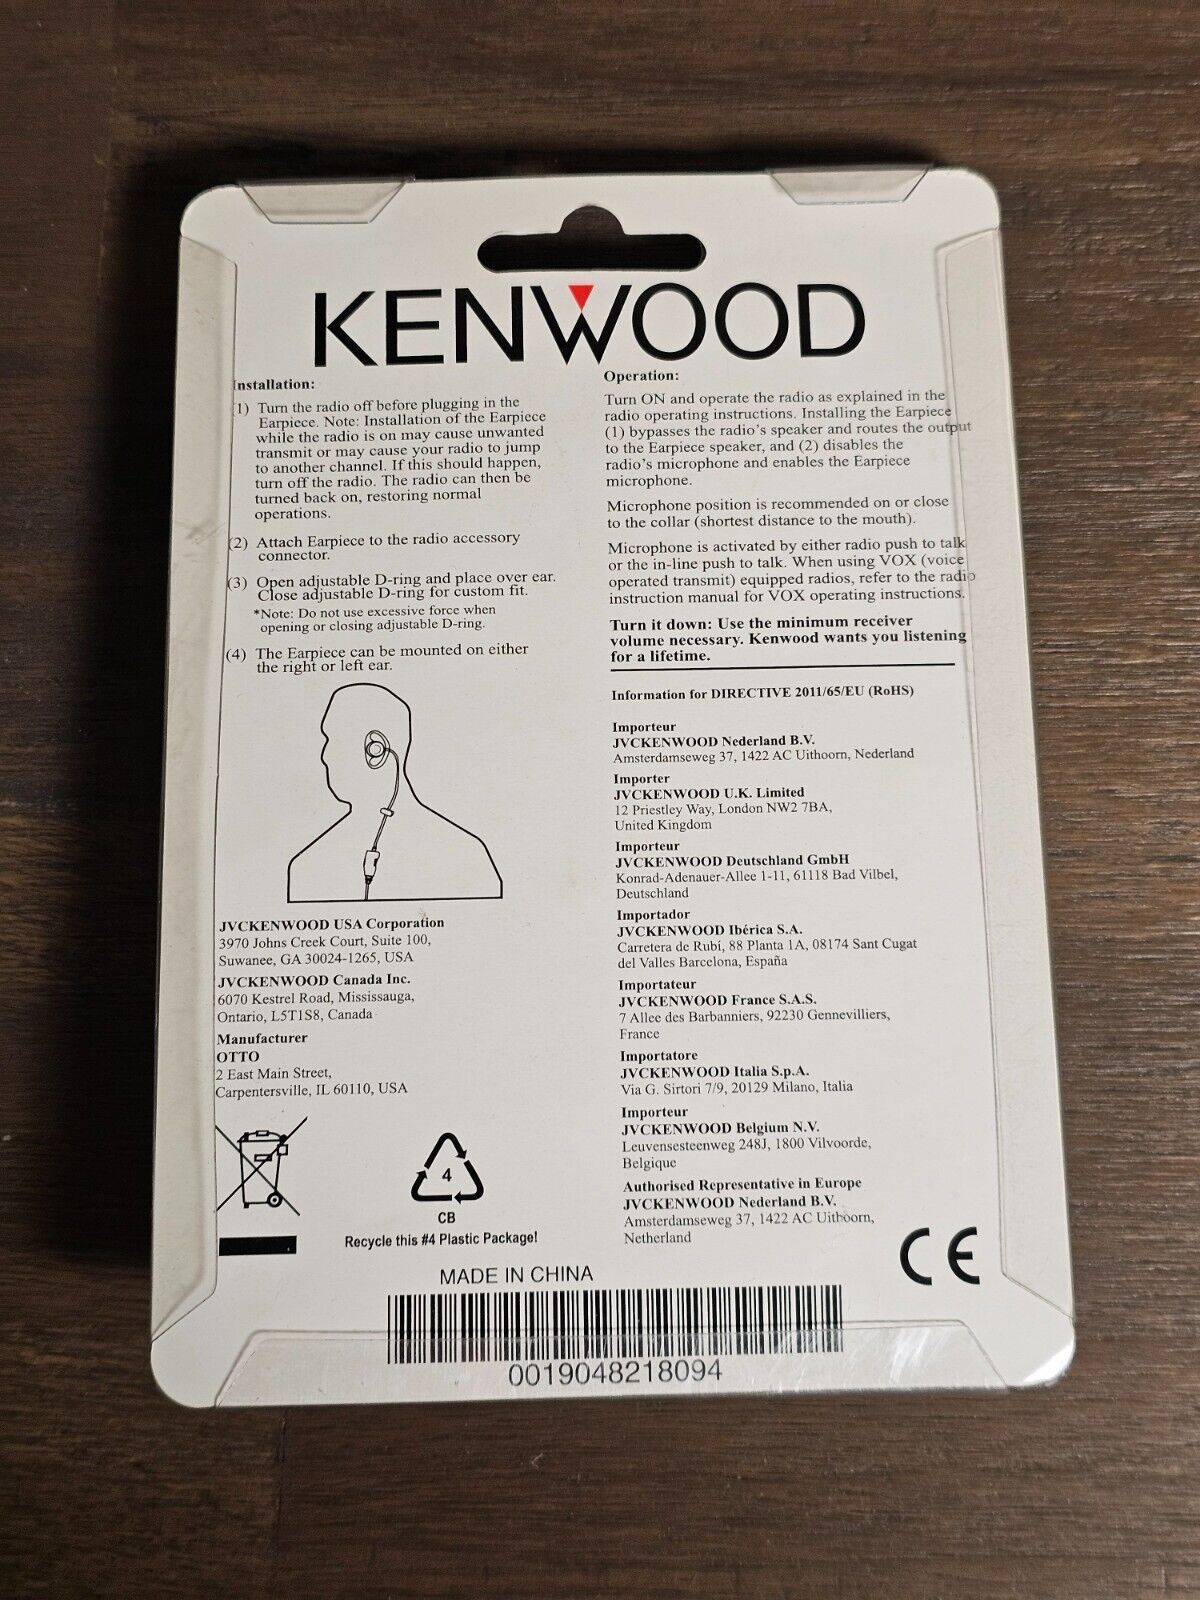 KENWOOD
Installation:
(1) Turn the radio off before plugging in the
Earpiece. Note: Installation of the Earpiece
while the radio is on may cause unwanted
transmit or may cause your radio to jump
to another channel. If this should happen,
turn off the radio. The radio can then be
turned back on, restoring normal
operations.
(2) Attach Earpiece to the radio accessory
connector.
(3) Open adjustable D-ring and place over ear.
Close adjustable D-ring for custom fit.
*Note: Do not use excessive force when
opening or closing adjustable D-ring.
(4) The Earpiece can be mounted on either
the right or left ear.
JVCKENWOOD USA Corporation
3970 Johns Creek Court, Suite 100,
Suwanee, GA 30024-1265, USA
JVCKENWOOD Canada Inc.
6070 Kestrel Road, Mississauga,
Ontario, L5T1S8, Canada
Manufacturer
OTTO
2 East Main Street,
Carpentersville, IL 60110, USA
4
CB
Recycle this #4 Plastic Package!
Operation:
Turn ON and operate the radio as explained in the
radio operating instructions. Installing the Earpiece
(1) bypasses the radio's speaker and routes the output
to the Earpiece speaker, and (2) disables the
radio's microphone and enables the Earpiece
microphone.
Microphone position is recommended on or close
to the collar (shortest distance to the mouth).
Microphone is activated by either radio push to talk
or the in-line push to talk. When using VOX (voice
operated transmit) equipped radios, refer to the radio
instruction manual for VOX operating instructions.
Turn it down: Use the minimum receiver
volume necessary. Kenwood wants you listening
for a lifetime.
Information for DIRECTIVE 2011/65/EU (RoHS)
Importeur
JVCKENWOOD Nederland B.V.
Amsterdamseweg 37, 1422 AC Uithoorn, Nederland
Importer
JVCKENWOOD U.K. Limited
12 Priestley Way, London NW2 7BA,
United Kingdom
Importeur
JVCKENWOOD Deutschland GmbH
Konrad-Adenauer-Allee 1-11, 61118 Bad Vilbel,
Deutschland
Importador
JVCKENWOOD Ibérica S.A.
Carretera de Rubí, 88 Planta 1A, 08174 Sant Cugat
del Valles Barcelona, España
Importateur
JVCKENWOOD France S.A.S.
7 Allee des Barbanniers, 92230 Gennevilliers,
France
Importatore
JVCKENWOOD Italia S.p.A.
Via G. Sirtori 7/9, 20129 Milano, Italia
Importeur
JVCKENWOOD Belgium N.V.
Leuvensesteenweg 248J, 1800 Vilvoorde,
Belgique
Authorised Representative in Europe
JVCKENWOOD Nederland B.V.
Amsterdamseweg 37, 1422 AC Uithoorn,
Netherland
CE
MADE IN CHINA
0019048218094